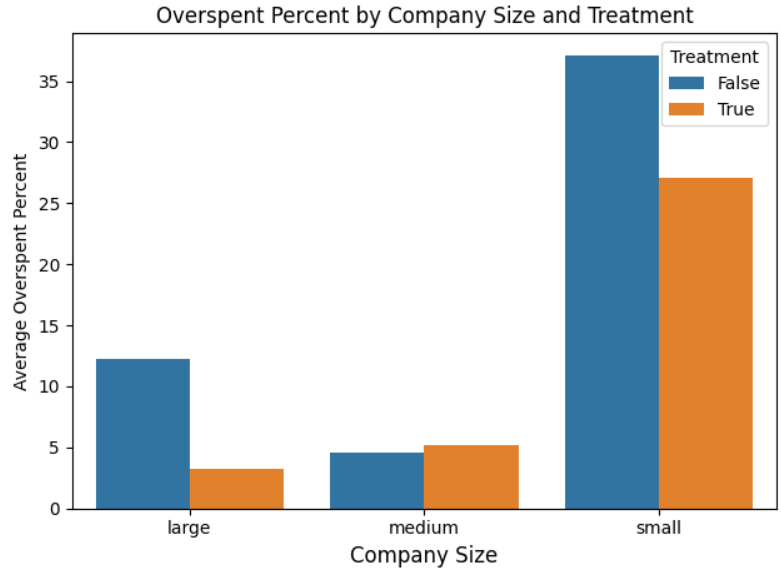 Overspent Percent by Company Size and Treatment
Treatment
False
True
Average Overspent Percent
35
30
25
20
15
10
5
0
large medium small
Company Size